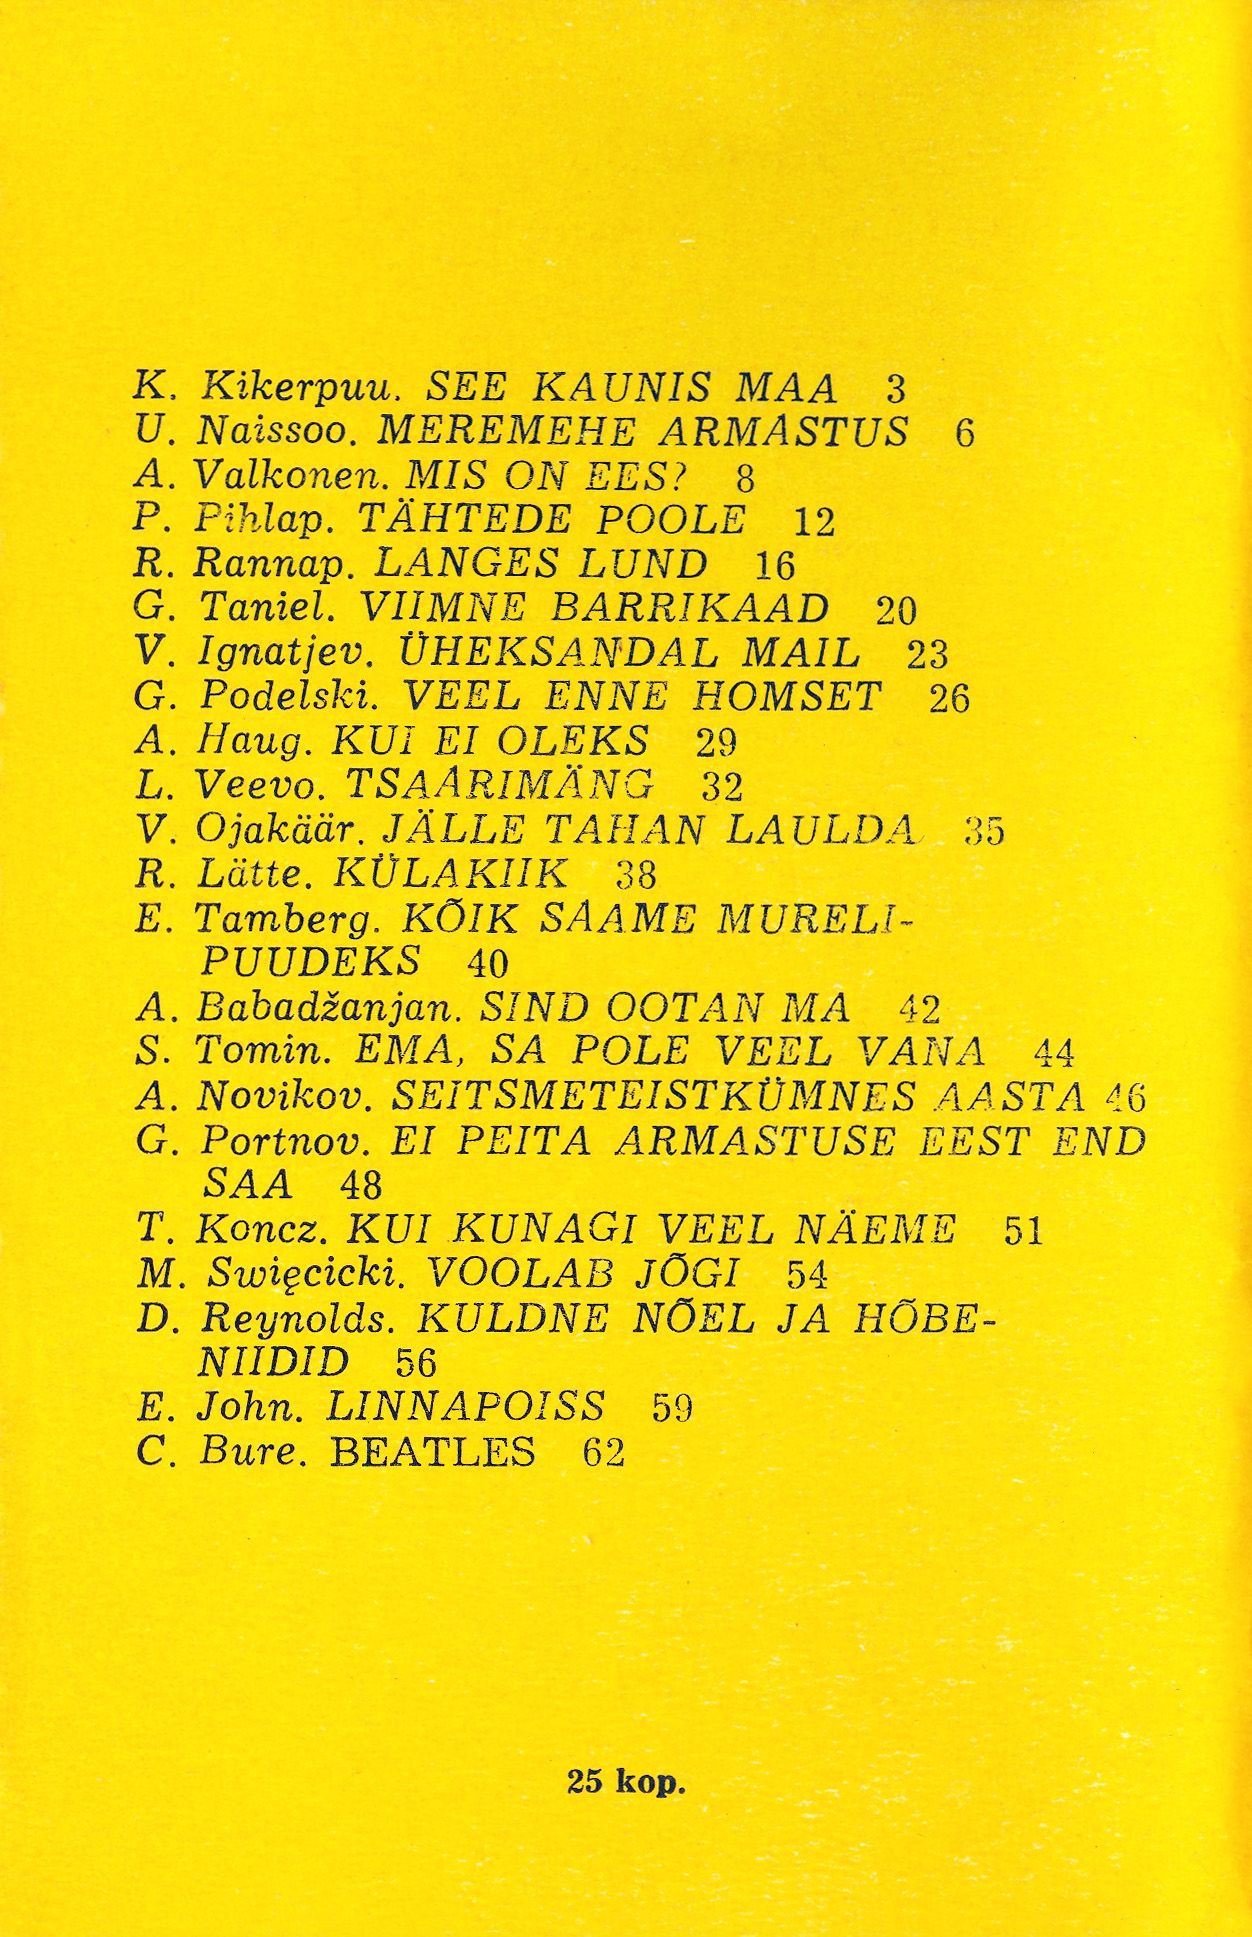 K. Kikerpuu. SEE KAUNIS MAA 3
U. Naissoo. MEREMEHE ARMASTUS 6
A. Valkonen. MIS ON EES? 8
P. Pihlap. TÄHTEDE POOLE 12
R. Rannap. LANGES LUND 16
G. Taniel. VIIMNE BARRIKAAD 20
V. Ignatjev. ÜHEKSANDAL MAIL 23
G. Podelski. VEEL ENNE HOMSET 26
A. Haug. KUI EI OLEKS 29
L. Veevo. TSAARIMÄNG 32
V. Ojakäär. JÄLLE TAHAN LAULDA 35
R. Lätte. KÜLAKIIK 38
E. Tamberg. KÕIK SAAME MURELI-
PUUDEKS 40
A. Babadžanjan. SIND OOTAN MA 42
S. Tomin. EMA, SA POLE VEEL VANA 44
A. Novikov. SEITSMETEISTKÜMNES AASTA 46
G. Portnov. EI PEITA ARMASTUSE EEST END
SAA 48
T. Koncz. KUI KUNAGI VEEL NÄEME 51
M. Swięcicki. VOOLAB JÕGI 54
D. Reynolds. KULDNE NÕEL JA HÕBE-
NIIDID 56
E. John. LINNAPOISS 59
C. Bure. BEATLES 62
25 kop.